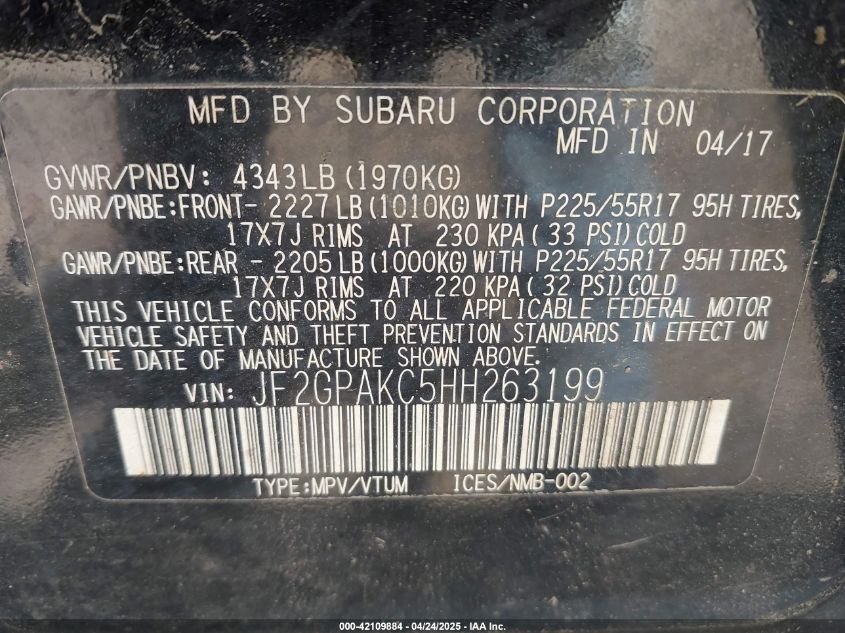 MFD BY SUBARU CORPORATION
MFD IN 04/17
GVWR/PNBV: 4343LB (1970KG)
GAWR/PNBE:FRONT- 2227 LB (1010KG) WITH P225/55R17 95H TIRES,
17X7J RIMS AT 230 KPA ( 33 PSI) COLD
GAWR/PNBE:REAR - 2205 LB (1000KG) WITH P225/55R17 95H TIRES,
17X7J RIMS AT 220 KPA ( 32 PSI) COLD
THIS VEHICLE CONFORMS TO ALL APPLICABLE FEDERAL MOTOR
VEHICLE SAFETY AND THEFT PREVENTION STANDARDS IN EFFECT ON
THE DATE OF MANUFACTURE SHOWN ABOVE.
VIN: JF2GPAKC5HH263199
TYPE:MPV/VTUM ICES/NMB-002
000-42109884 - 04/24/2025 - IAA Inc.